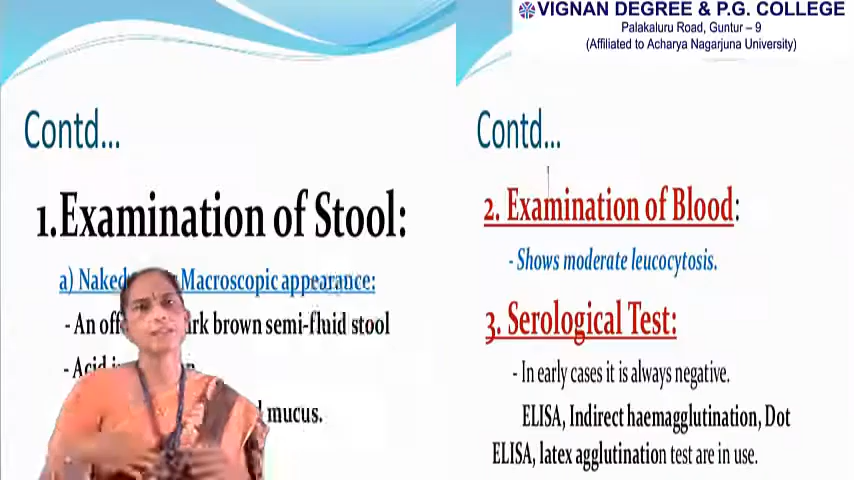 VIGNAN DEGREE & P.G. COLLEGE
Palakaluru Road, Guntur – 9
(Affiliated to Acharya Nagarjuna University)
Contd...
1.Examination of Stool:
a) Naked Macroscopic appearance:
- An brown semi-fluid stool
- Acid
mucus.
Contd...
2. Examination of Blood:
- Shows moderate leucocytosis.
3. Serological Test:
- In early cases it is always negative.
ELISA, Indirect haemagglutination, Dot
ELISA, latex agglutination test are in use.